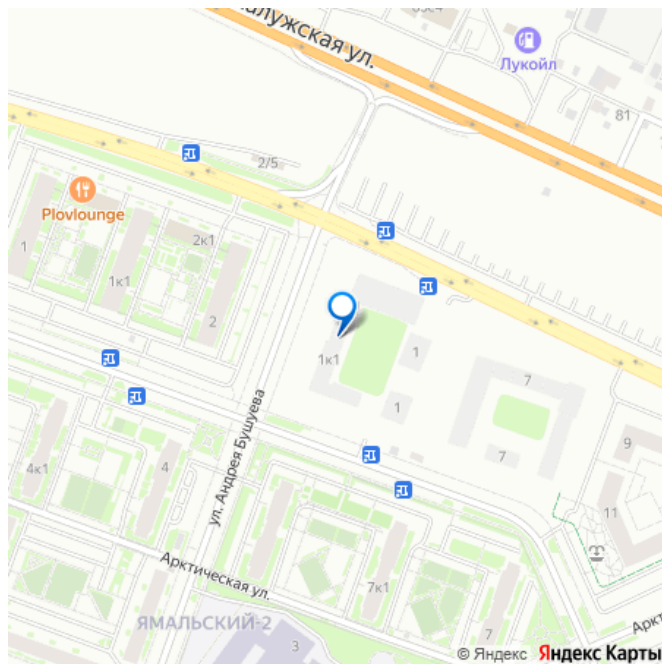 алужская ул.
Лукойл
81
2/5
Plovlounge
2к1
1
1к1
2
1к1
1
1
7
7
9
11
ул. Андрея Бушуева
4к1
4
Арктическая ул.
7к1
7
ЯМАЛЬСКИЙ-2
3
Аркт
© Яндекс Яндекс Карты